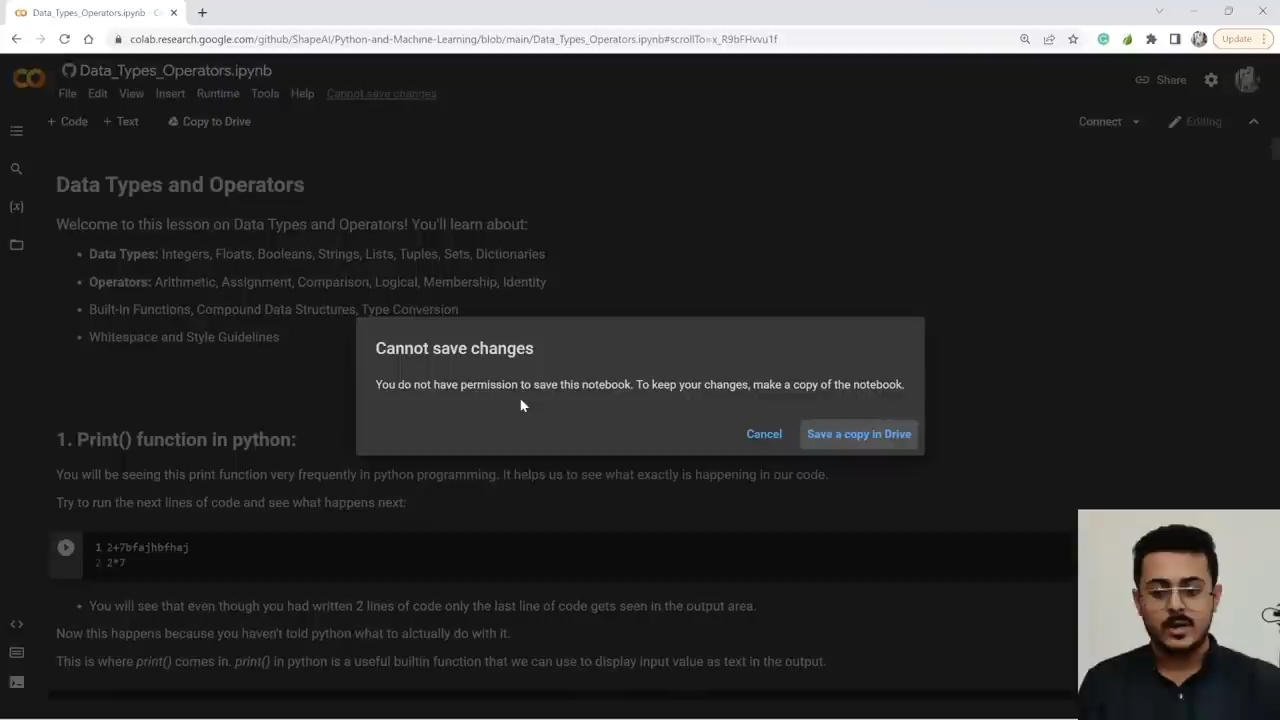 Data_Types_Operators.ipynb - C
colab.research.google.com/github/ShapeAI/Python-and-Machine-Learning/blob/main/Data_Types_Operators.ipynb#scrollTo=x_R9bFHvvu1f
Update
Data_Types_Operators.ipynb
Share
File Edit View Insert Runtime Tools Help Cannot save changes
+ Code + Text Copy to Drive
Connect
Editing
Data Types and Operators
Welcome to this lesson on Data Types and Operators! You'll learn about:
• Data Types: Integers, Floats, Booleans, Strings, Lists, Tuples, Sets, Dictionaries
• Operators: Arithmetic, Assignment, Comparison, Logical, Membership, Identity
• Built-In Functions, Compound Data Structures, Type Conversion
• Whitespace and Style Guidelines
Cannot save changes
You do not have permission to save this notebook. To keep your changes, make a copy of the notebook.
Cancel
Save a copy in Drive
1. Print() function in python:
You will be seeing this print function very frequently in python programming. It helps us to see what exactly is happening in our code.
Try to run the next lines of code and see what happens next:
1 2+7bfajhbfhaj
2 2*7
• You will see that even though you had written 2 lines of code only the last line of code gets seen in the output area.
Now this happens because you haven't told python what to alctually do with it.
This is where print() comes in. print() in python is a useful builtin function that we can use to display input value as text in the output.